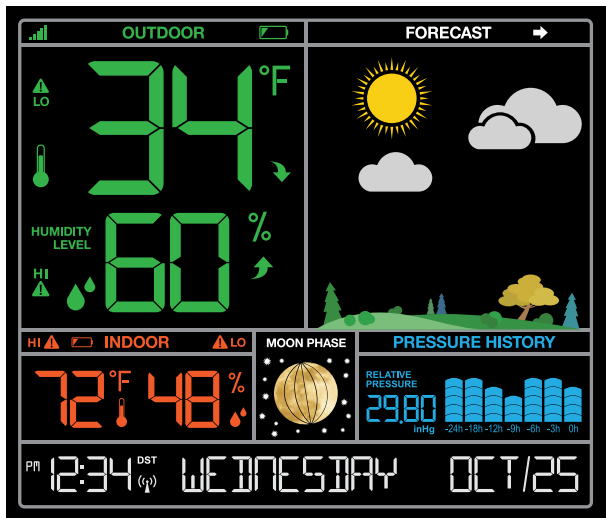 OUTDOOR
FORECAST
LO
34°F
HUMIDITY
LEVEL
60%
HI
HI INDOOR LO
72°F 48%
MOON PHASE
PRESSURE HISTORY
RELATIVE
PRESSURE
29.80
inHg
-24h -18h -12h -9h -6h -3h 0h
PM 12:34 DST WEDNESDAY OCT/25